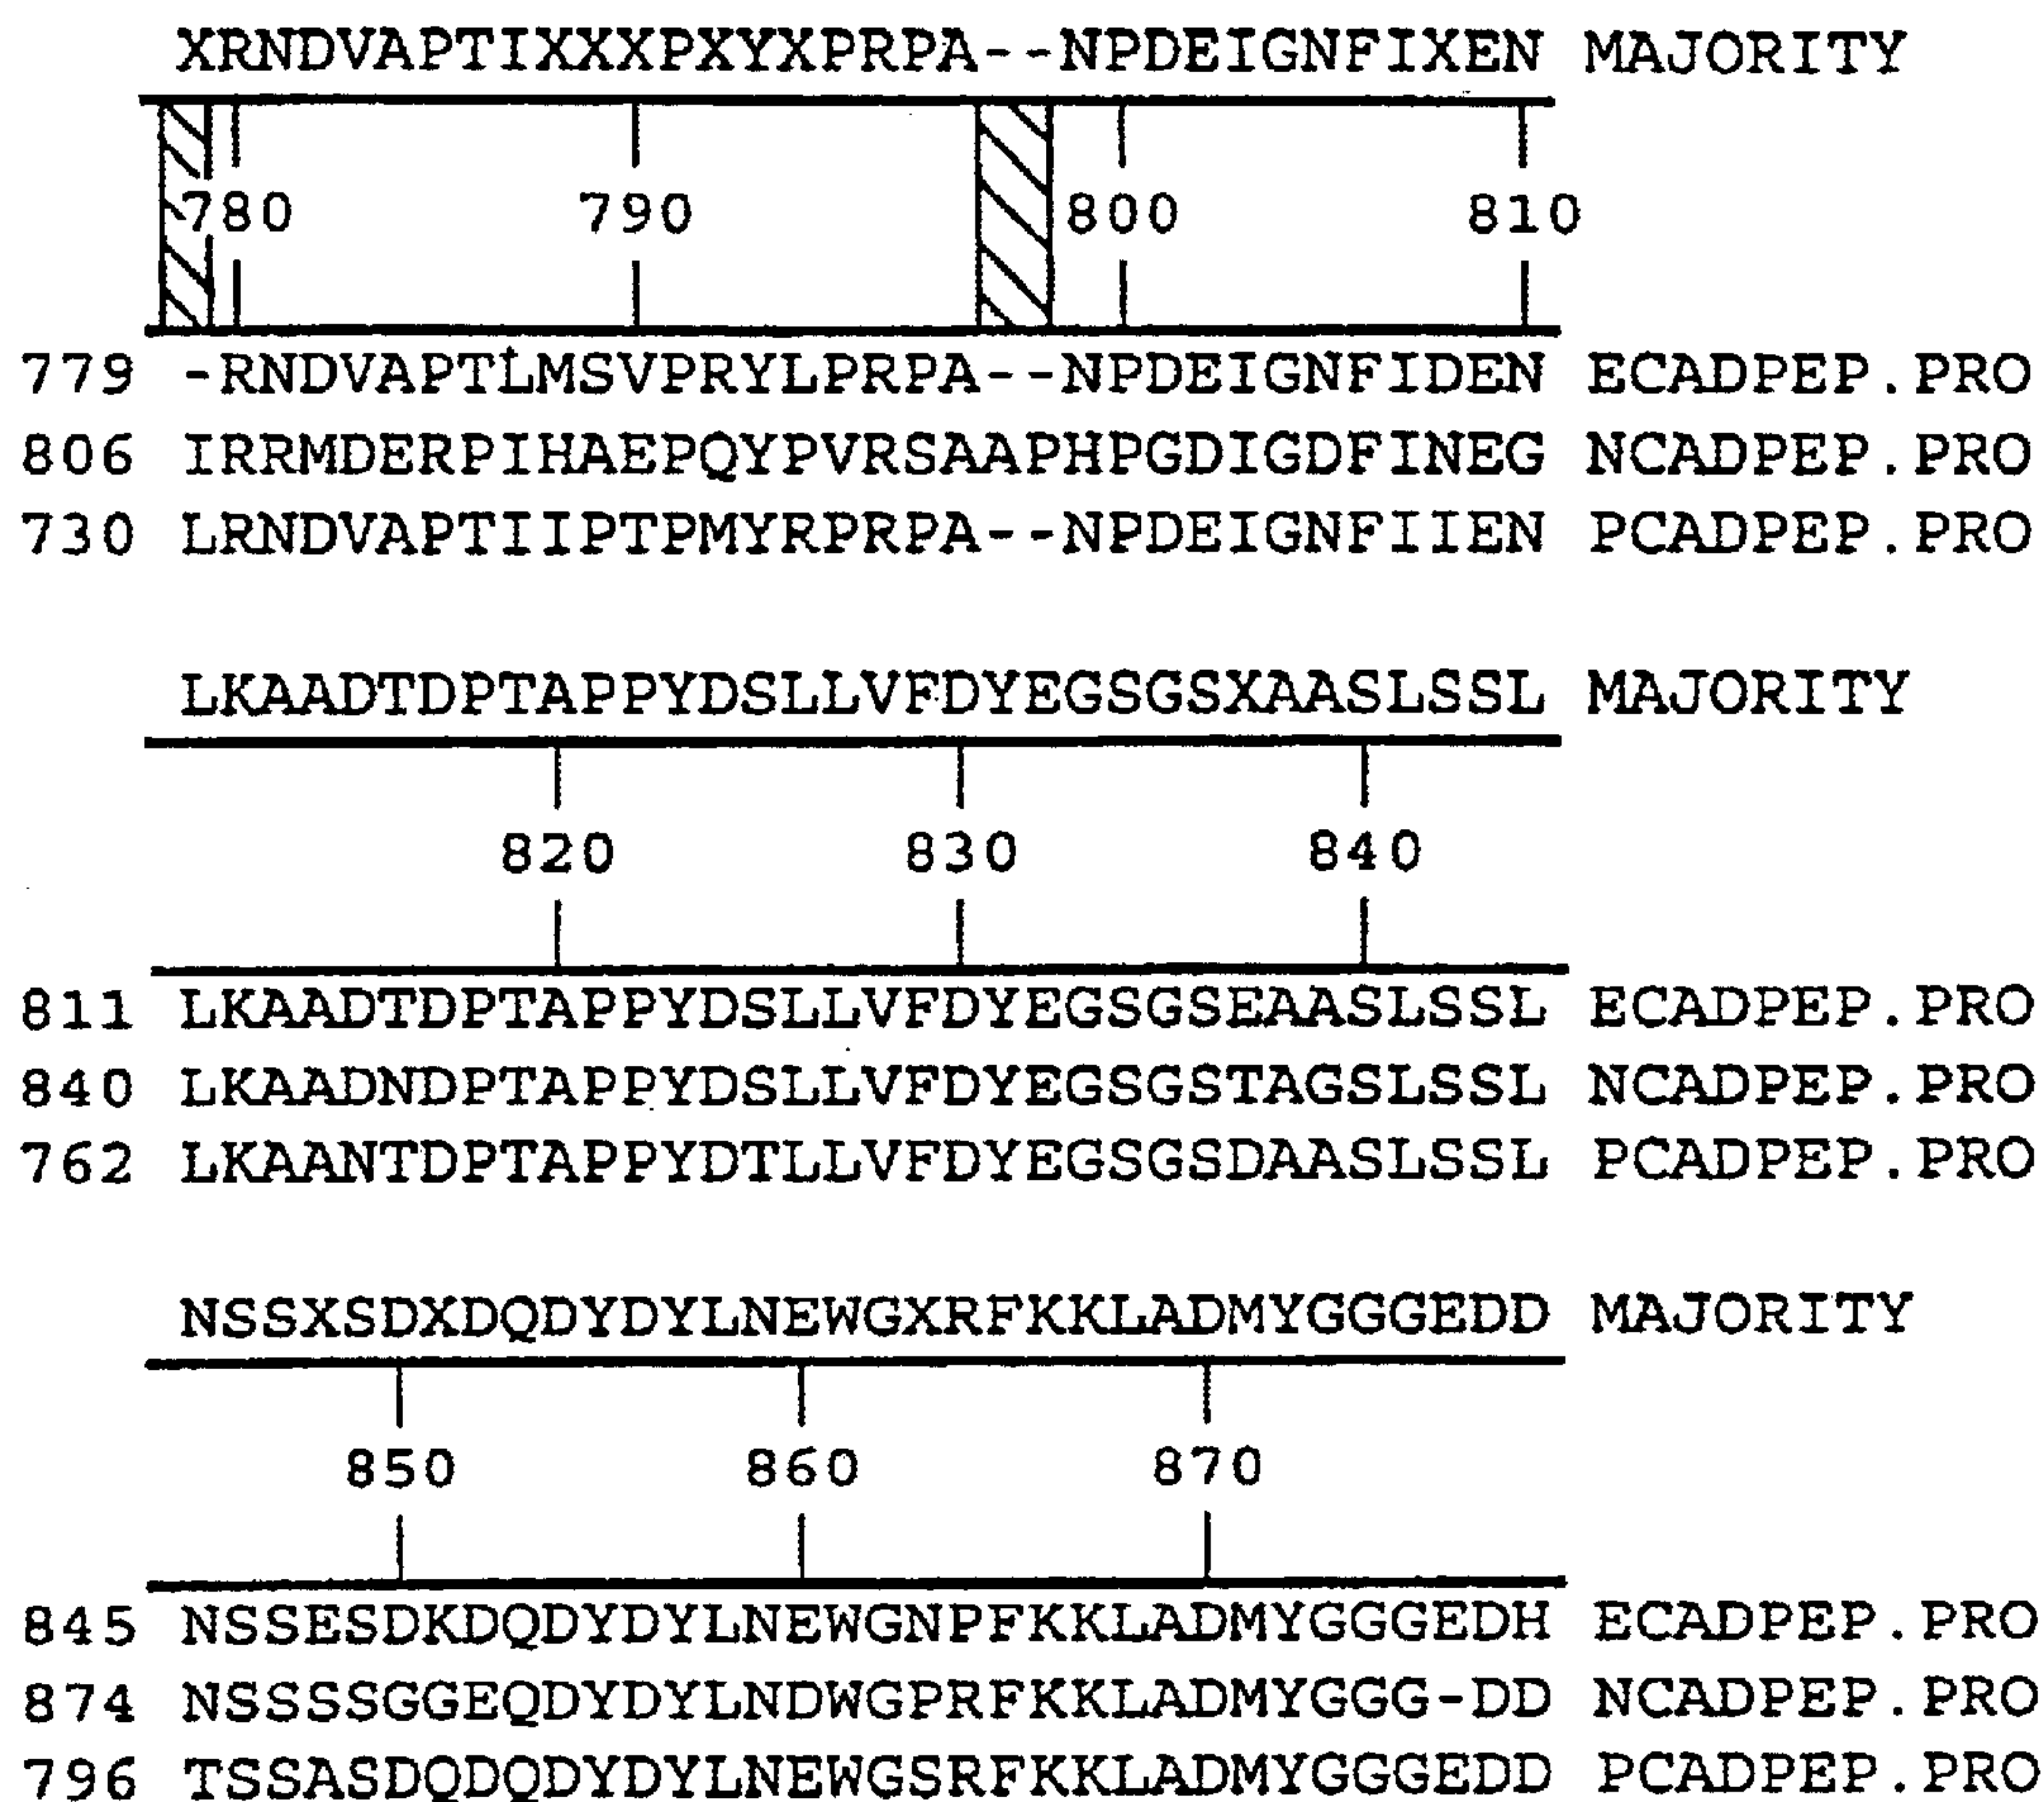 XRNDVAPTIXXXPXYXPRPA--NPDEIGNFIXEN MAJORITY
780 790 800 810
779 -RNDVAPTLMSVPRYLPRPA--NPDEIGNFIDEN ECADPEP.PRO
806 IRRMDERPIHAEPQYPVRSAAPHPGDIGDFINEG NCADPEP.PRO
730 LRNDVAPTIIPTPMYRPRPA--NPDEIGNFIIEN PCADPEP.PRO
LKAADTDPTAPPYDSLLVFDYEGSGSXAASLSSL MAJORITY
820 830 840
811 LKAADTDPTAPPYDSLLVFDYEGSGSEAASLSSL ECADPEP.PRO
840 LKAADNDPTAPPYDSLLVFDYEGSGSTAGSLSSL NCADPEP.PRO
762 LKAANTDPTAPPYDTLLVFDYEGSGSDAASLSSL PCADPEP.PRO
NSSXSDXDQDYDYLNEWGXRFKKLADMYGGGEDD MAJORITY
850 860 870
845 NSSESDKDQDYDYLNEWGNPFKKLADMYGGGEDH ECADPEP.PRO
874 NSSSSGGEQDYDYLNDWGPRFKKLADMYGGG-DD NCADPEP.PRO
796 TSSASDQDQDYDYLNEWGSRFKKLADMYGGGEDD PCADPEP.PRO